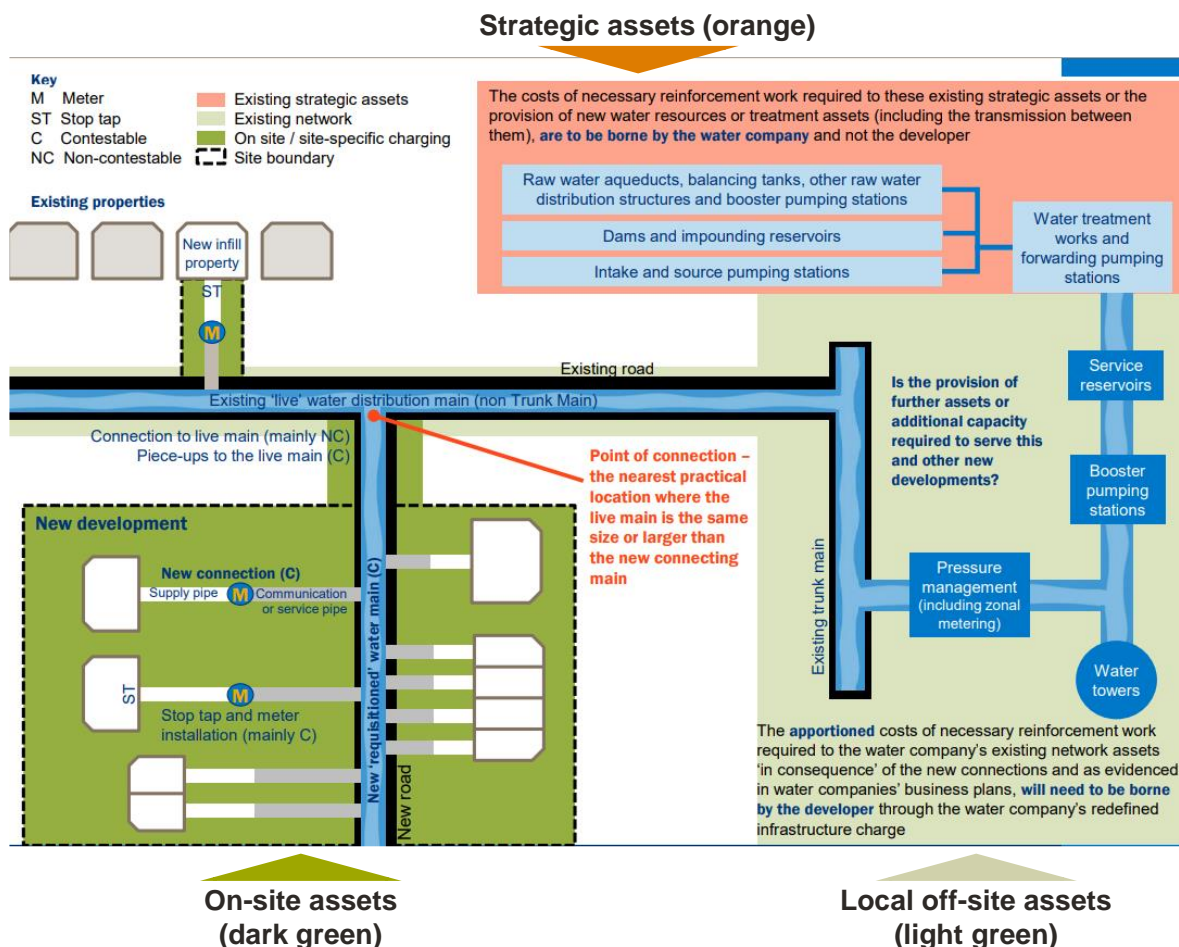 Strategic assets (orange)
Key
M Meter
ST Stop tap
C Contestable
NC Non-contestable
Existing strategic assets
Existing network
On site / site-specific charging
Site boundary
The costs of necessary reinforcement work required to these existing strategic assets or the
provision of new water resources or treatment assets (including the transmission between
them), are to be borne by the water company and not the developer
Raw water aqueducts, balancing tanks, other raw water
distribution structures and booster pumping stations
Dams and impounding reservoirs
Intake and source pumping stations
Water treatment
works and
forwarding pumping
stations
Existing properties
New infill
property
ST
M
Existing road
Existing 'live' water distribution main (non Trunk Main)
Connection to live main (mainly NC)
Piece-ups to the live main (C)
Point of connection –
the nearest practical
location where the
live main is the same
size or larger than
the new connecting
main
Is the provision of
further assets or
additional capacity
required to serve this
and other new
developments?
Service
reservoirs
Booster
pumping
stations
Pressure
management
(including zonal
metering)
Water
towers
Existing trunk main
New development
New connection (C)
Supply pipe
M
Communication
or service pipe
ST
M
Stop tap and meter
installation (mainly C)
New 'requisitioned' water main (C)
New road
The apportioned costs of necessary reinforcement work
required to the water company's existing network assets
'in consequence' of the new connections and as evidenced
in water companies' business plans, will need to be borne
by the developer through the water company's redefined
infrastructure charge
On-site assets
(dark green)
Local off-site assets
(light green)